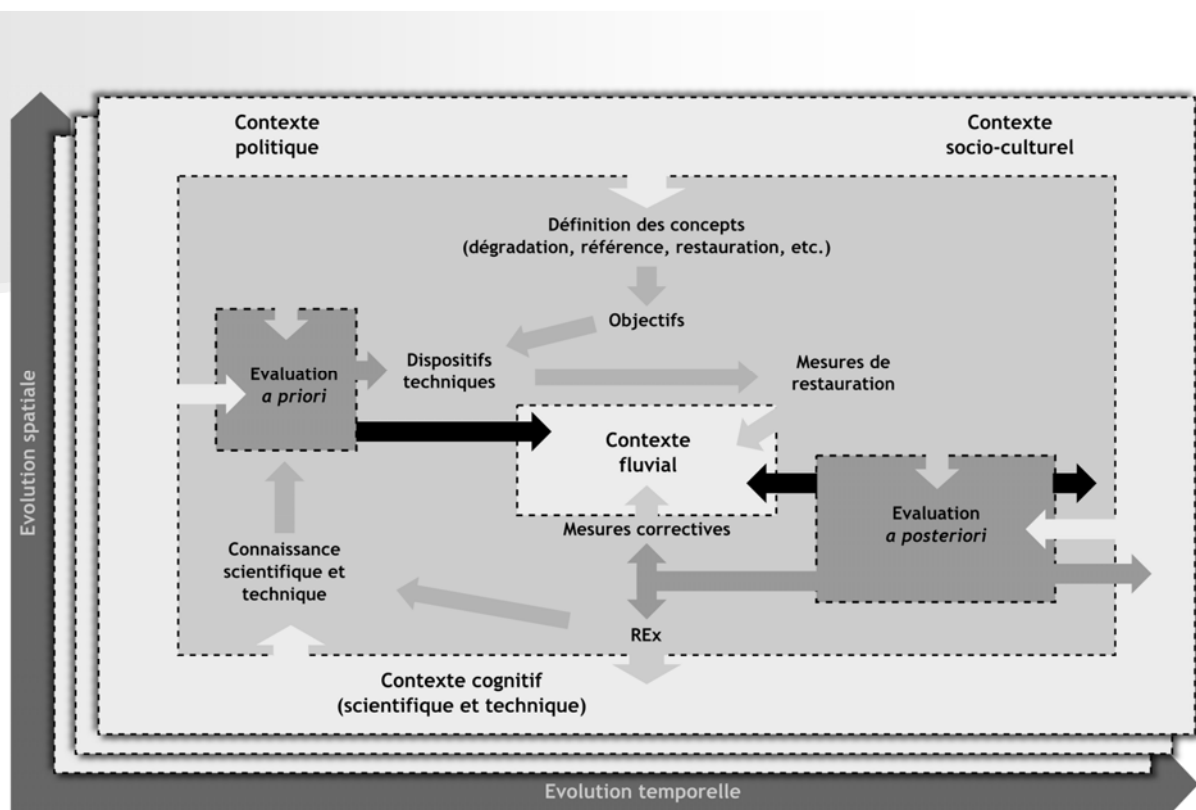 Contexte
politique
Contexte
socio-culturel
Définition des concepts
(dégradation, référence, restauration, etc.)
Objectifs
Evaluation
a priori
Dispositifs
techniques
Mesures de
restauration
Contexte
fluvial
Evaluation
a posteriori
Mesures correctives
Connaissance
scientifique et
technique
REx
Contexte cognitif
(scientifique et technique)
Evolution spatiale
Evolution temporelle